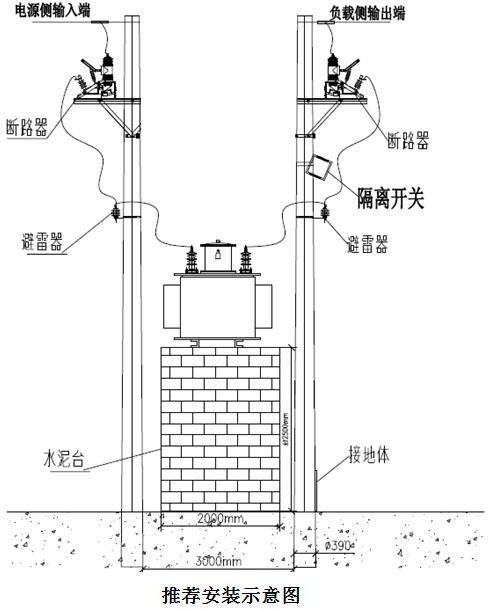 电源侧输入端
负载侧输出端
断路器
断路器
隔离开关
避雷器
避雷器
≥2500mm
水泥台
接地体
2000mm
3000mm
Ø390
推荐安装示意图